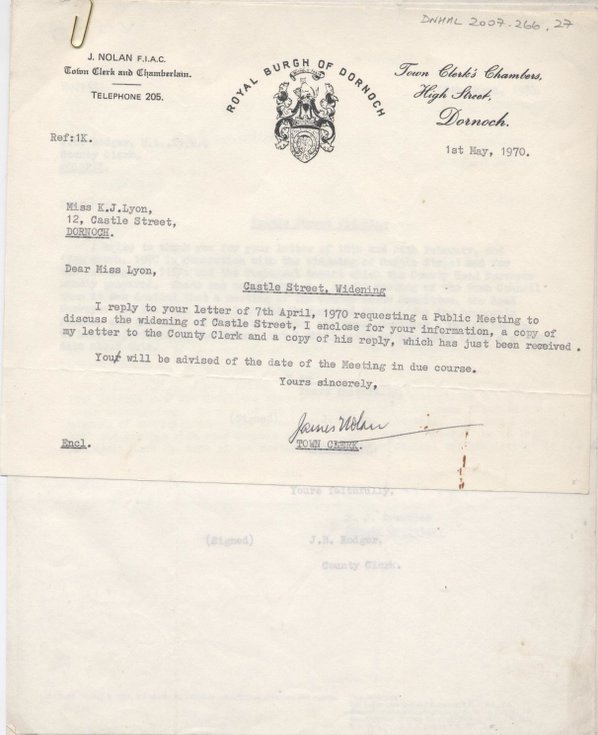 DNHML 2007.266.27
J. NOLAN F.I.A.C.
Town Clerk and Chamberlain.
TELEPHONE 205.
ROYAL BURGH OF DORNOCH
Town Clerk's Chambers,
High Street,
Dornoch.
Ref:1K.
1st May, 1970.
Miss K.J.Lyon,
12, Castle Street,
DORNOCH.
Dear Miss Lyon,
Castle Street, Widening
I reply to your letter of 7th April, 1970 requesting a Public Meeting to
discuss the widening of Castle Street, I enclose for your information, a copy of
my letter to the County Clerk and a copy of his reply, which has just been received.
You will be advised of the date of the Meeting in due course.
Yours sincerely,
James Nolan
TOWN CLERK.
Encl.
Yours faithfully,
(Signed) J.B. Rodger,
County Clerk.